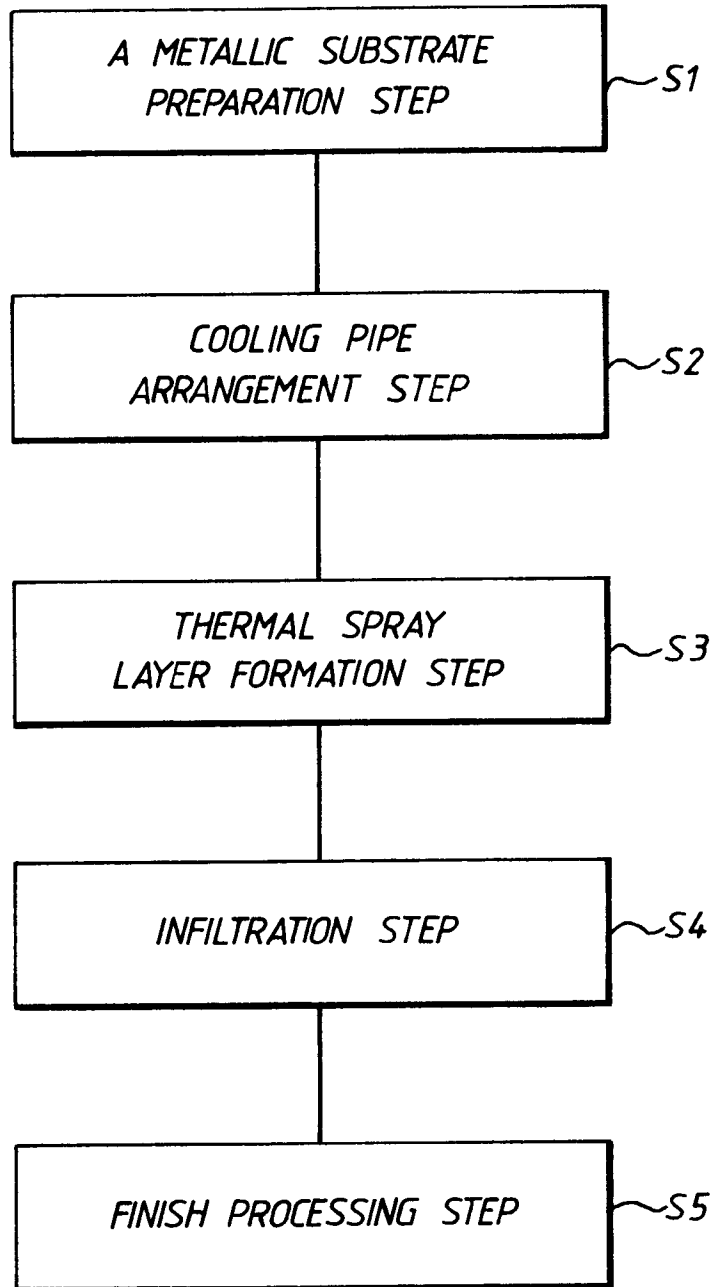 A METALLIC SUBSTRATE
PREPARATION STEP
S1
COOLING PIPE
ARRANGEMENT STEP
S2
THERMAL SPRAY
LAYER FORMATION STEP
S3
INFILTRATION STEP
S4
FINISH PROCESSING STEP
S5